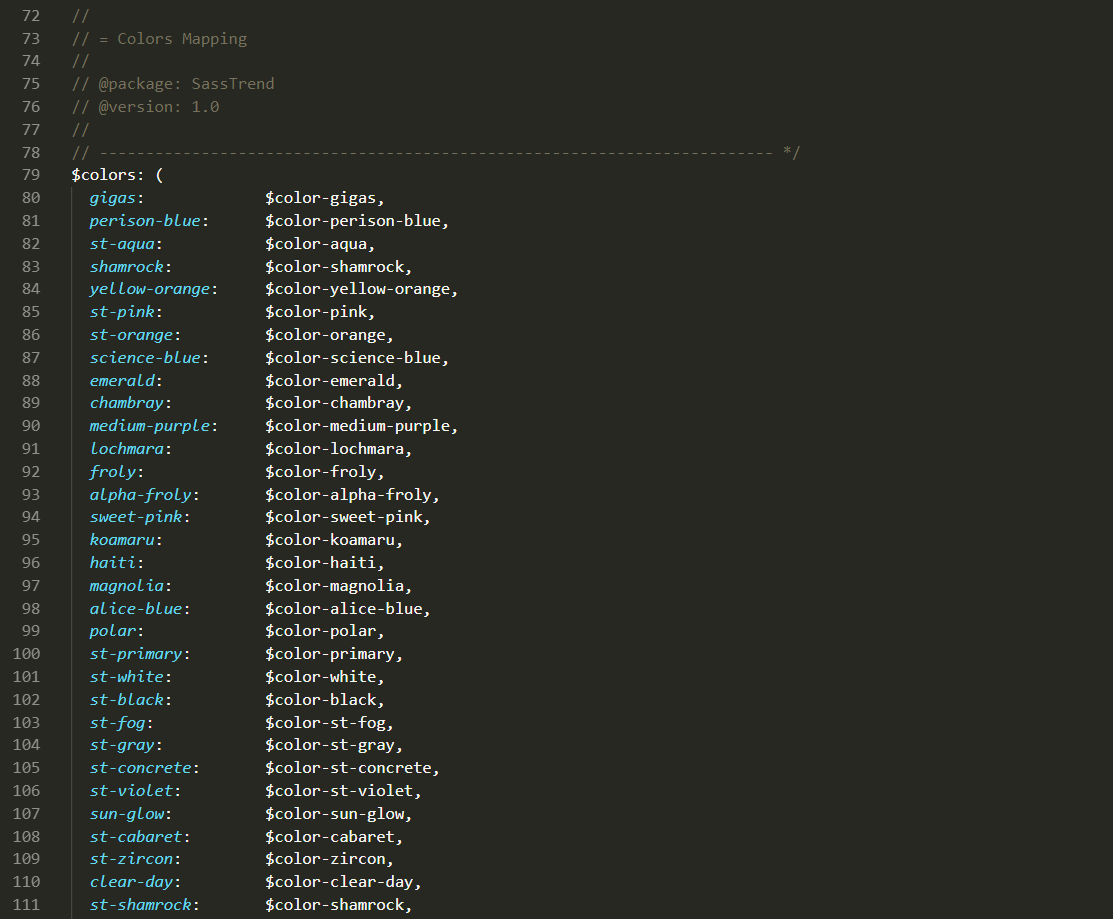 72 //
73 // = Colors Mapping
74 //
75 // @package: SassTrend
76 // @version: 1.0
77 //
78 // ------------------------------------------------------------------------- */
79 $colors: (
80 gigas: $color-gigas,
81 perison-blue: $color-perison-blue,
82 st-aqua: $color-aqua,
83 shamrock: $color-shamrock,
84 yellow-orange: $color-yellow-orange,
85 st-pink: $color-pink,
86 st-orange: $color-orange,
87 science-blue: $color-science-blue,
88 emerald: $color-emerald,
89 chambray: $color-chambray,
90 medium-purple: $color-medium-purple,
91 lochmara: $color-lochmara,
92 froly: $color-froly,
93 alpha-froly: $color-alpha-froly,
94 sweet-pink: $color-sweet-pink,
95 koamaru: $color-koamaru,
96 haiti: $color-haiti,
97 magnolia: $color-magnolia,
98 alice-blue: $color-alice-blue,
99 polar: $color-polar,
100 st-primary: $color-primary,
101 st-white: $color-white,
102 st-black: $color-black,
103 st-fog: $color-st-fog,
104 st-gray: $color-st-gray,
105 st-concrete: $color-st-concrete,
106 st-violet: $color-st-violet,
107 sun-glow: $color-sun-glow,
108 st-cabaret: $color-cabaret,
109 st-zircon: $color-zircon,
110 clear-day: $color-clear-day,
111 st-shamrock: $color-shamrock,